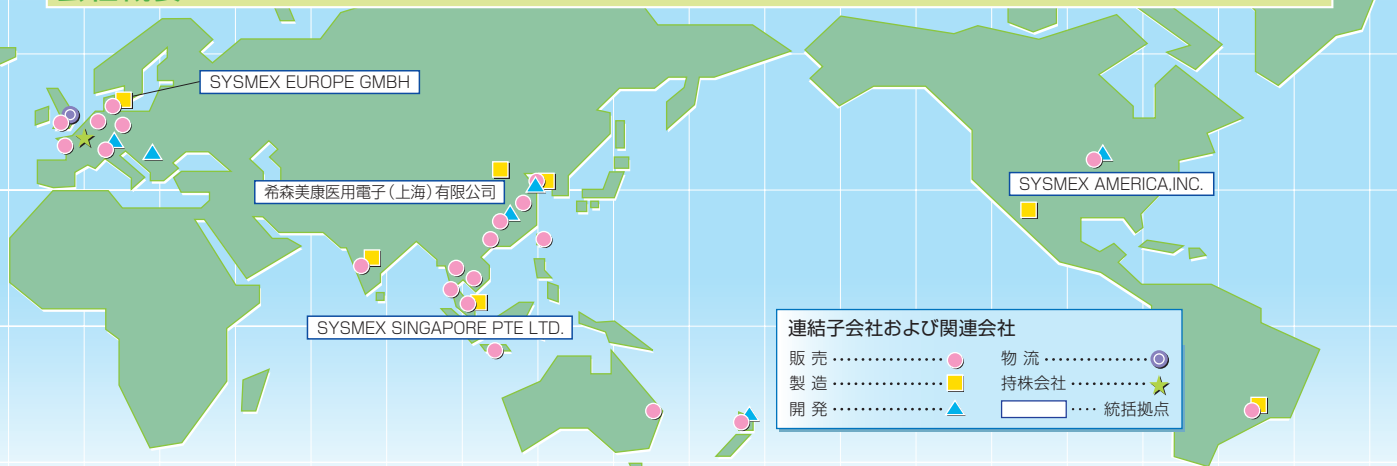 SYSMEX EUROPE GMBH
希森美康医用電子(上海)有限公司
SYSMEX AMERICA,INC.
SYSMEX SINGAPORE PTE LTD.
連結子会社および関連会社
販 売 ‥‥‥‥‥‥‥ 物 流 ‥‥‥‥‥‥‥
製 造 ‥‥‥‥‥‥‥ 持株会社 ‥‥‥‥‥
開 発 ‥‥‥‥‥‥‥ ‥‥ 統括拠点